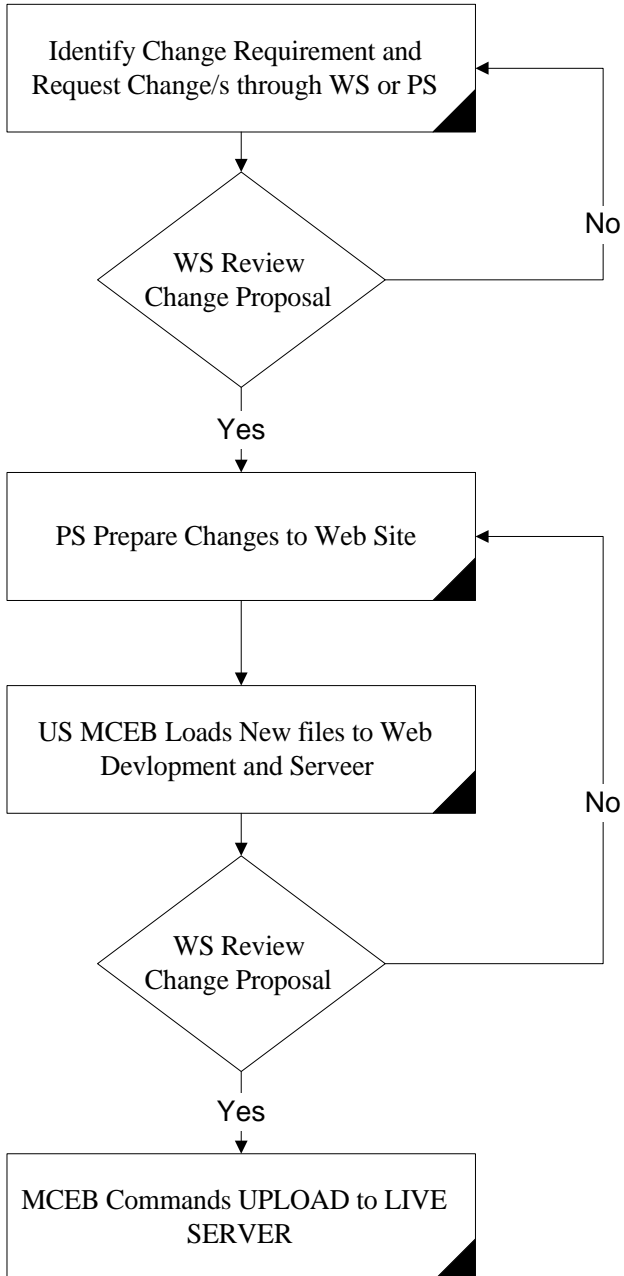 Identify Change Requirement and
Request Change/s through WS or PS
No
WS Review
Change Proposal
Yes
PS Prepare Changes to Web Site
US MCEB Loads New files to Web
Devlopment and Serveer
No
WS Review
Change Proposal
Yes
MCEB Commands UPLOAD to LIVE
SERVER